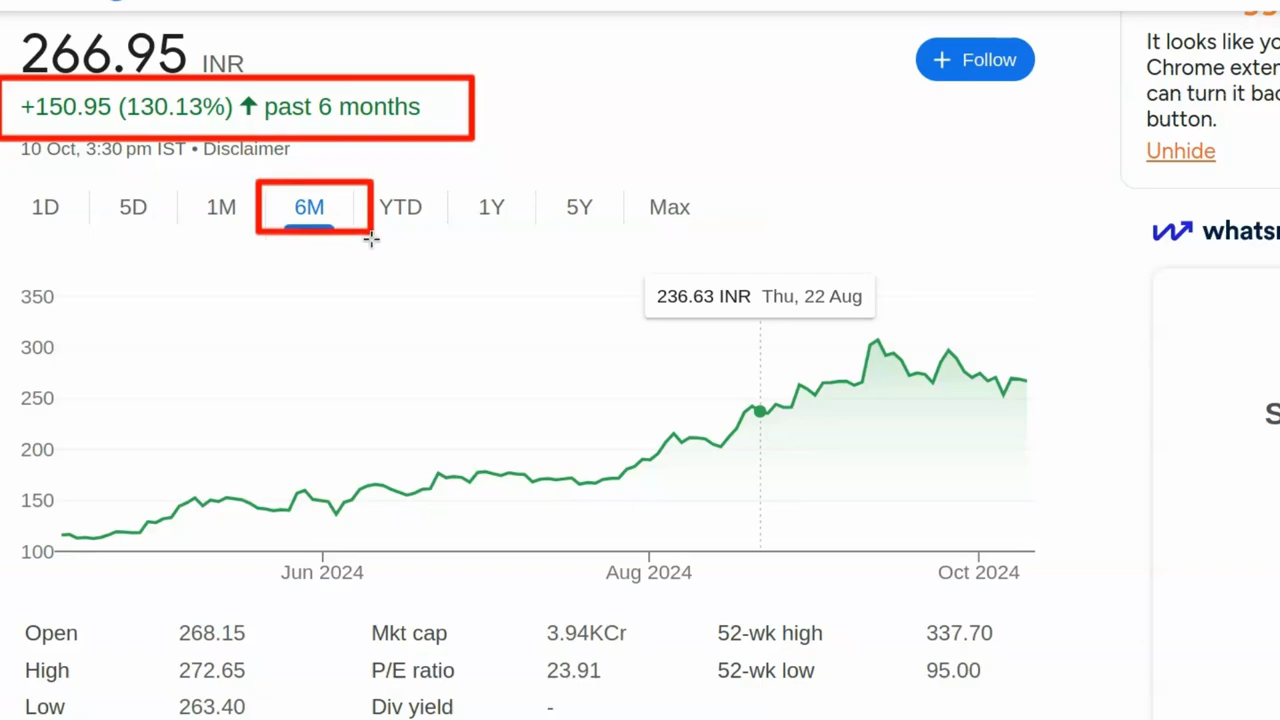 266.95 INR
+ Follow
+150.95 (130.13%) ↑ past 6 months
10 Oct, 3:30 pm IST • Disclaimer
1D 5D 1M 6M YTD 1Y 5Y Max
236.63 INR Thu, 22 Aug
350
300
250
200
150
100
Jun 2024 Aug 2024 Oct 2024
Open 268.15 Mkt cap 3.94KCr 52-wk high 337.70
High 272.65 P/E ratio 23.91 52-wk low 95.00
Low 263.40 Div yield -
It looks like yo
Chrome exten
can turn it bac
button.
Unhide
whatsm
S